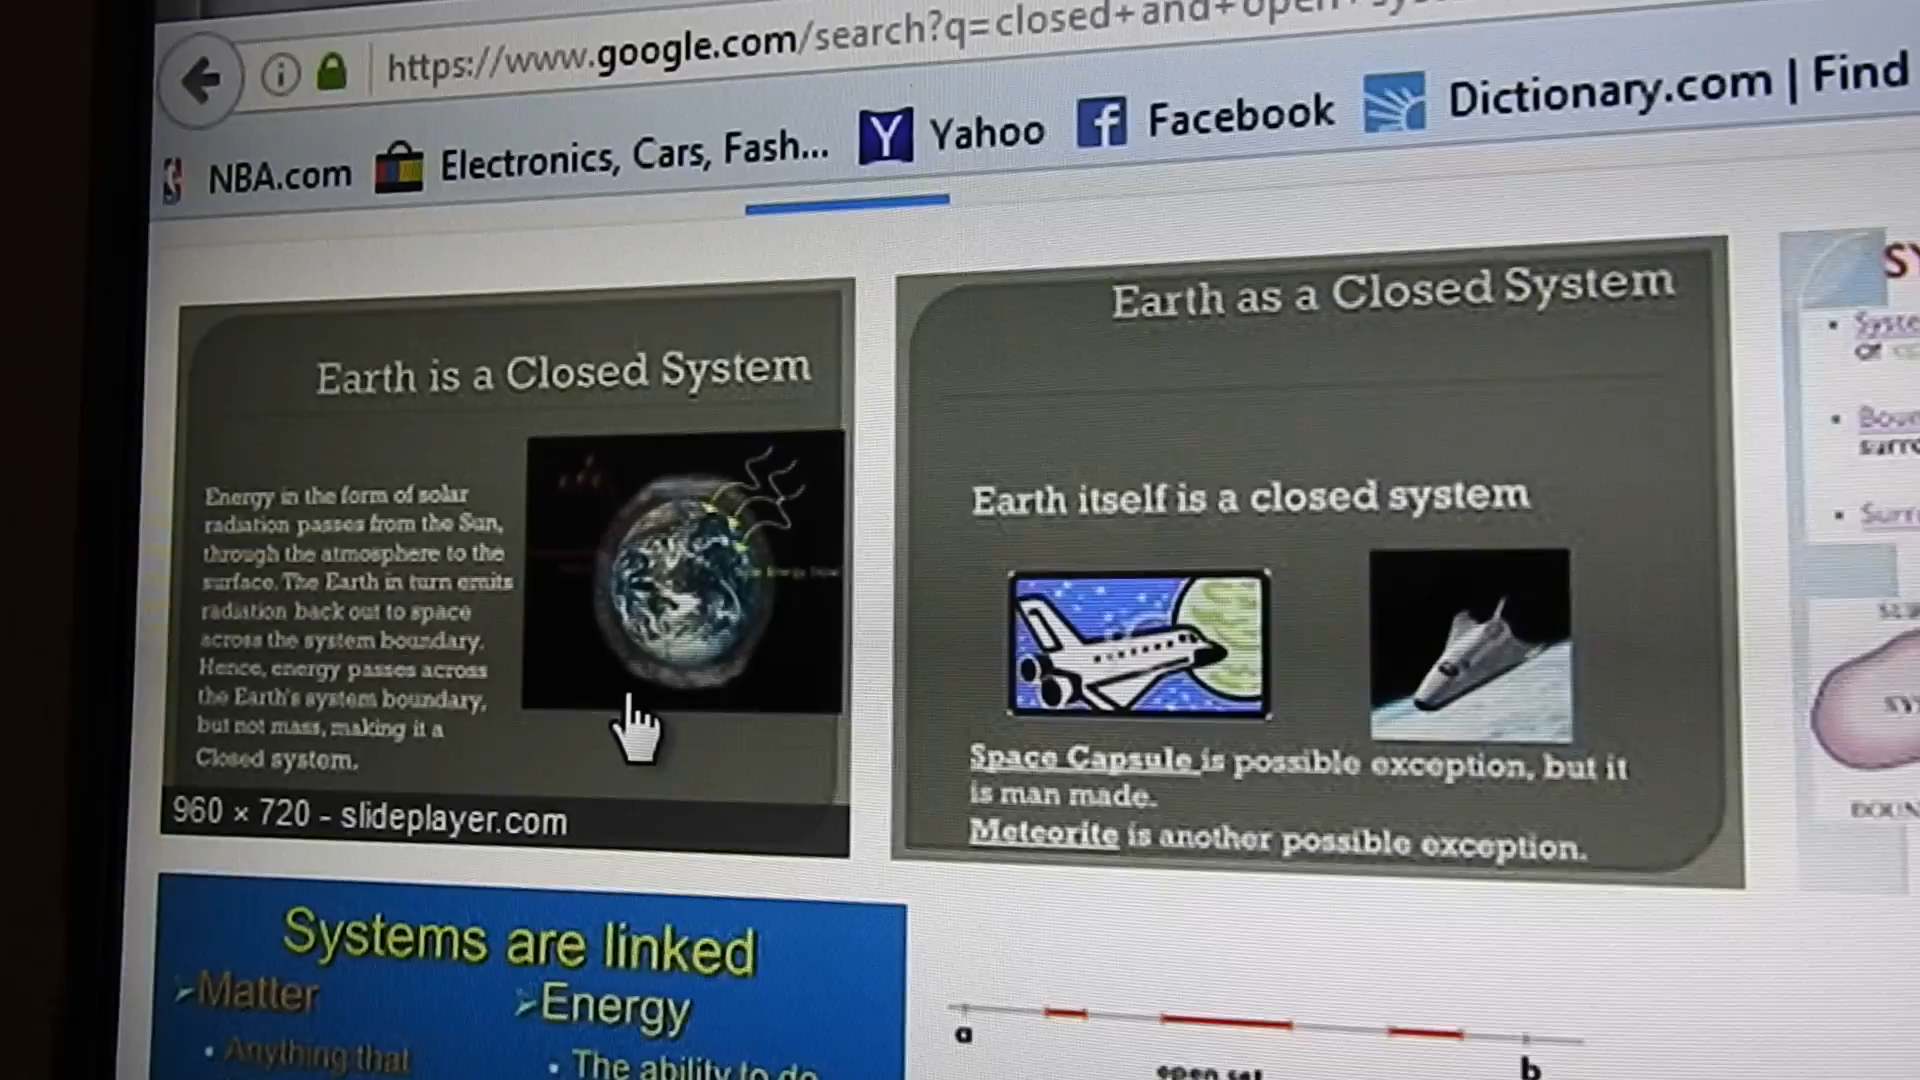 https://www.google.com/search?q=closed+and+open+sy
NBA.com
Electronics, Cars, Fash...
Yahoo
Facebook
Dictionary.com | Find
Earth is a Closed System
Energy in the form of solar
radiation passes from the Sun,
through the atmosphere to the
surface. The Earth in turn emits
radiation back out to space
across the system boundary.
Hence, energy passes across
the Earth's system boundary,
but not mass, making it a
Closed system.
960 × 720 - slideplayer.com
Earth as a Closed System
Earth itself is a closed system
Space Capsule is possible exception, but it
is man made.
Meteorite is another possible exception.
Systems are linked
➢Matter
• Anything that
➢Energy
• The ability to do
a
b
open set